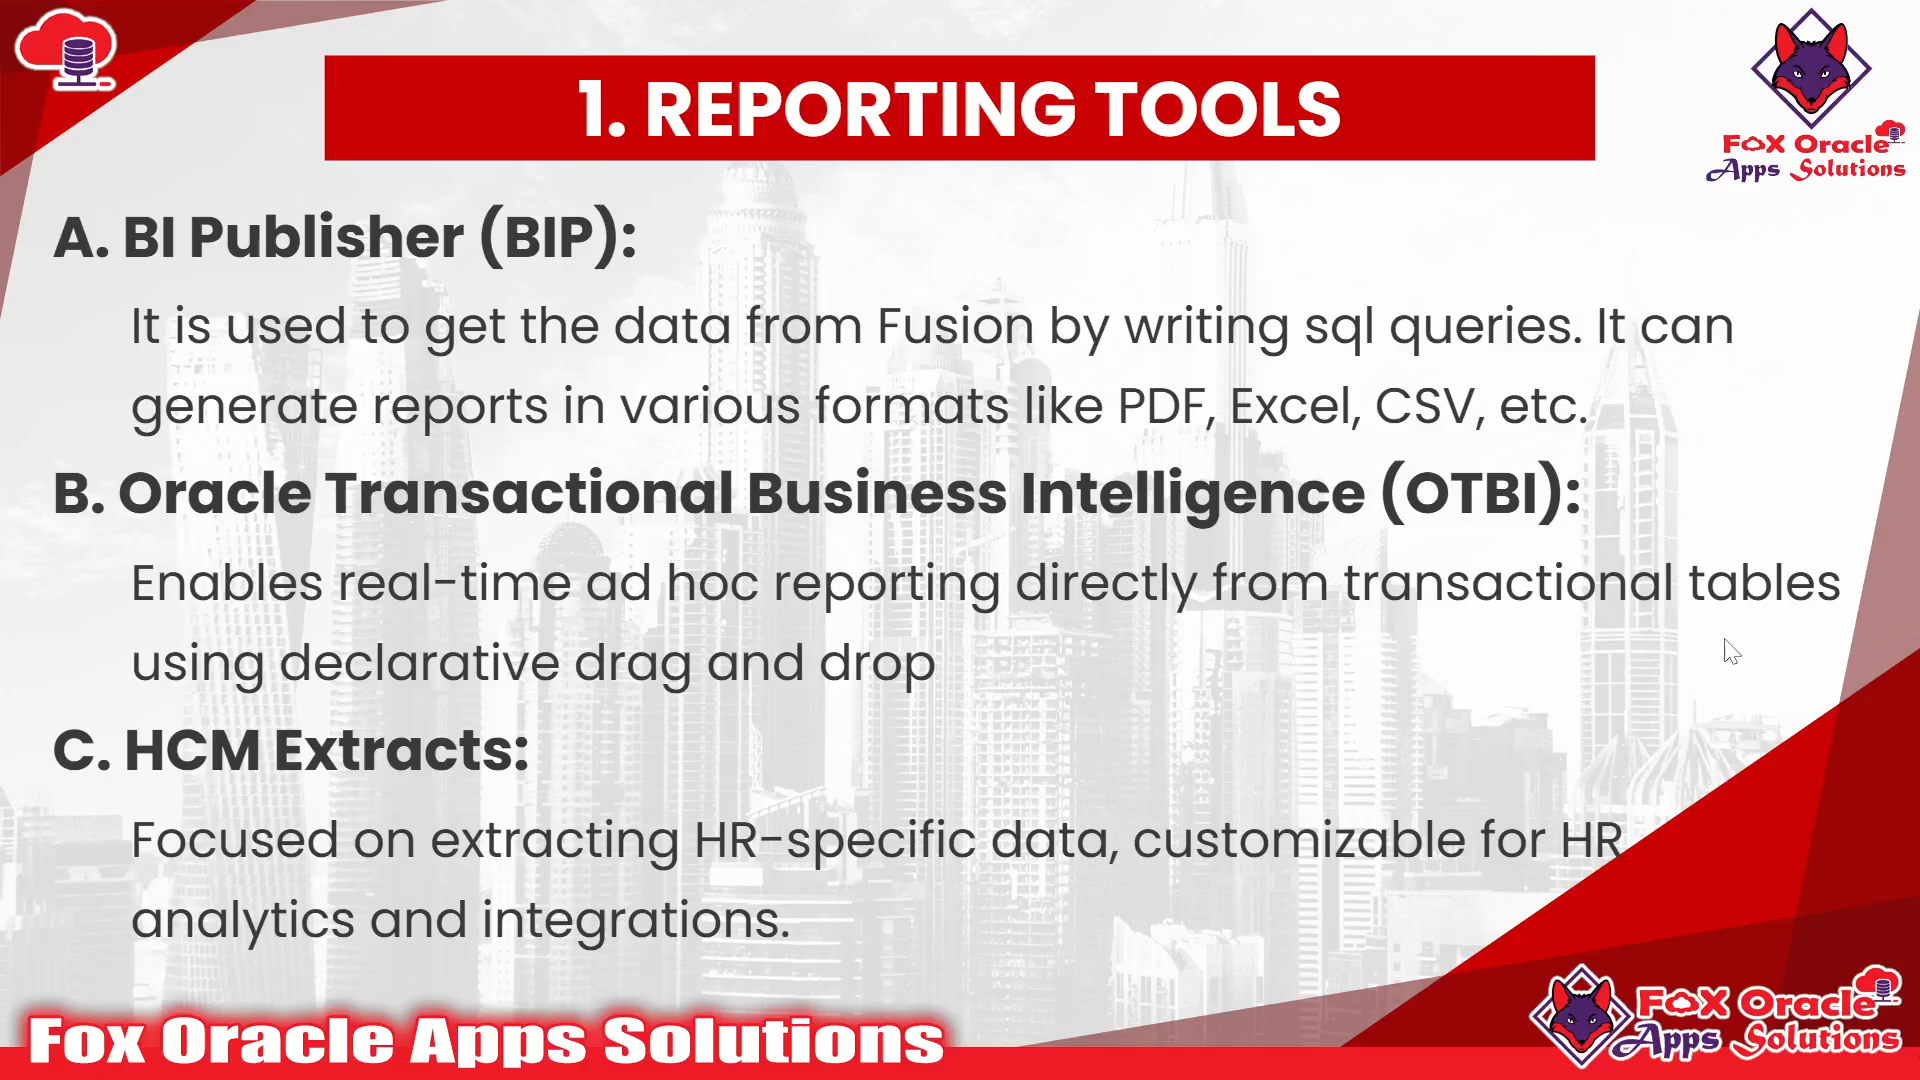 1. REPORTING TOOLS
FoX Oracle
Apps Solutions
A. BI Publisher (BIP):
It is used to get the data from Fusion by writing sql queries. It can
generate reports in various formats like PDF, Excel, CSV, etc.
B. Oracle Transactional Business Intelligence (OTBI):
Enables real-time ad hoc reporting directly from transactional tables
using declarative drag and drop
C. HCM Extracts:
Focused on extracting HR-specific data, customizable for HR
analytics and integrations.
Fox Oracle Apps Solutions
FoX Oracle
Apps Solutions